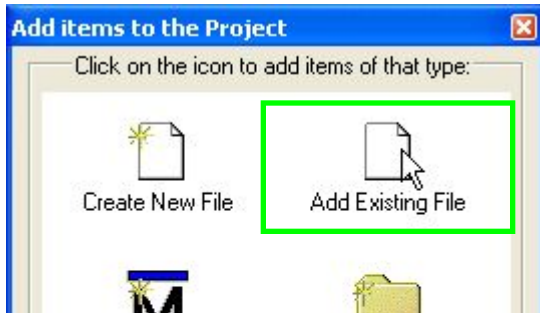 Add items to the Project
Click on the icon to add items of that type:
Create New File
Add Existing File
M